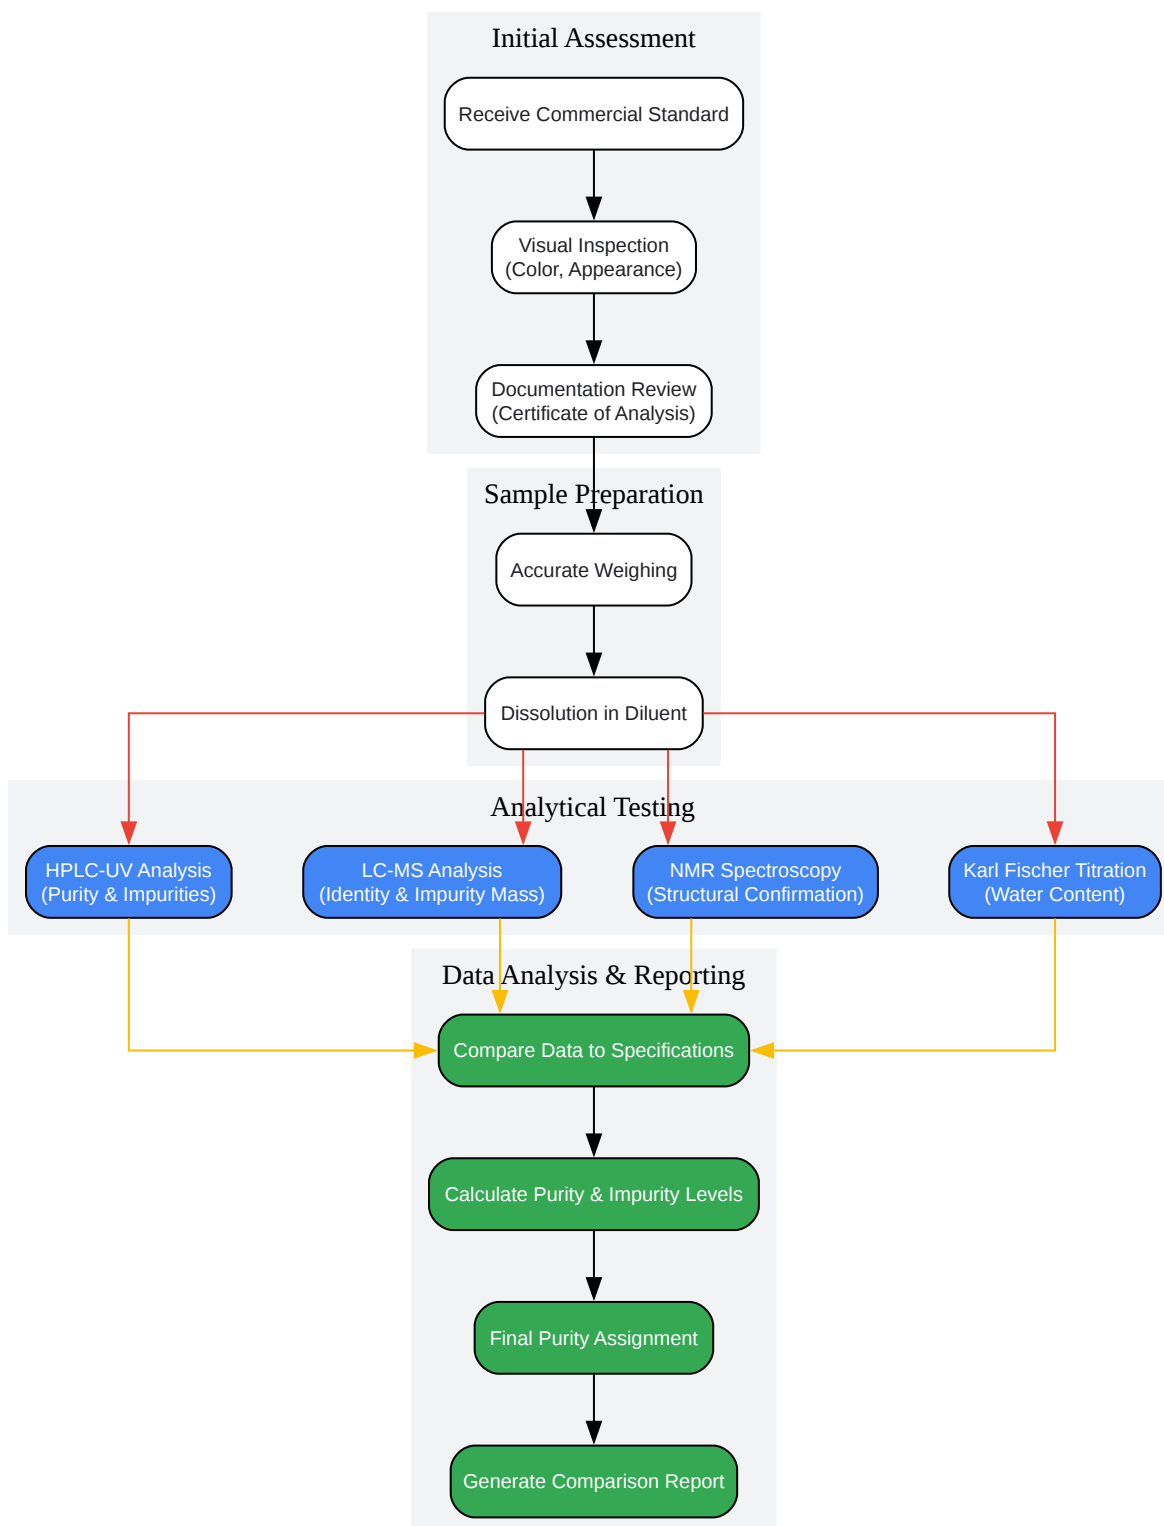 Initial Assessment
Receive Commercial Standard
Visual Inspection
(Color, Appearance)
Documentation Review
(Certificate of Analysis)
Sample Preparation
Accurate Weighing
Dissolution in Diluent
Analytical Testing
HPLC-UV Analysis
(Purity & Impurities)
LC-MS Analysis
(Identity & Impurity Mass)
NMR Spectroscopy
(Structural Confirmation)
Karl Fischer Titration
(Water Content)
Data Analysis & Reporting
Compare Data to Specifications
Calculate Purity & Impurity Levels
Final Purity Assignment
Generate Comparison Report